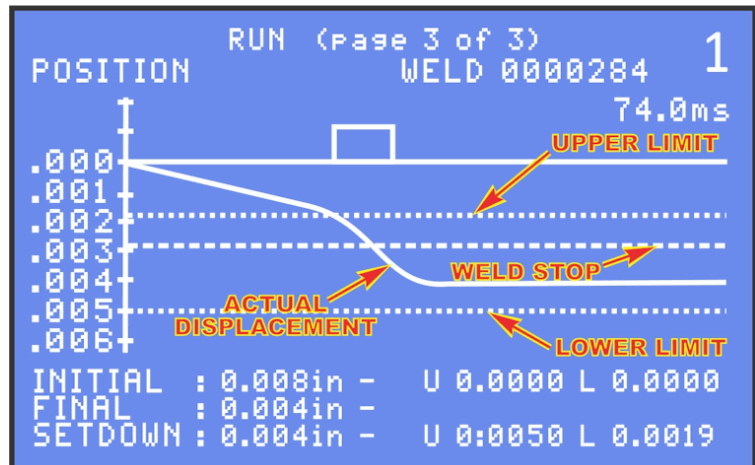 RUN (page 3 of 3)
1
POSITION WELD 0000284
74.0ms
UPPER LIMIT
.000
.001
.002
.003
WELD STOP
.004
ACTUAL
DISPLACEMENT
.005
.006
LOWER LIMIT
INITIAL : 0.008in - U 0.0000 L 0.0000
FINAL : 0.004in -
SETDOWN : 0.004in - U 0:0050 L 0.0019